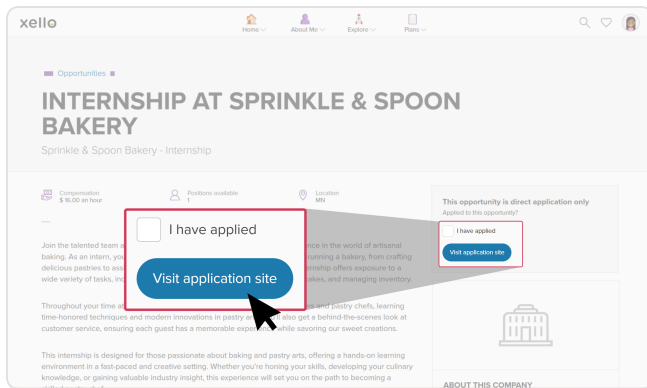 xello
Home
About Me
Explore
Plans
Opportunities
INTERNSHIP AT SPRINKLE & SPOON
BAKERY
Sprinkle & Spoon Bakery - Internship
Compensation
$ 16.00 an hour
Positions available
1
Location
MN
This opportunity is direct application only
Applied to this opportunity?
I have applied
Visit application site
I have applied
Visit application site
Join the talented team a
nce in the world of artisanal
baking. As an intern, you
running a bakery, from crafting
delicious pastries to ass
rnship offers exposure to a
wide variety of tasks, inc
akes, and managing inventory.
Throughout your time at
rs and pastry chefs, learning
time-honored techniques and modern innovations in pastry ar
also get a behind-the-scenes look at
customer service, ensuring each guest has a memorable experience while savoring our sweet creations.
This internship is designed for those passionate about baking and pastry arts, offering a hands-on learning
environment in a fast-paced and creative setting. Whether you're honing your skills, developing your culinary
knowledge, or gaining valuable industry insight, this experience will set you on the path to becoming a
ABOUT THIS COMPANY